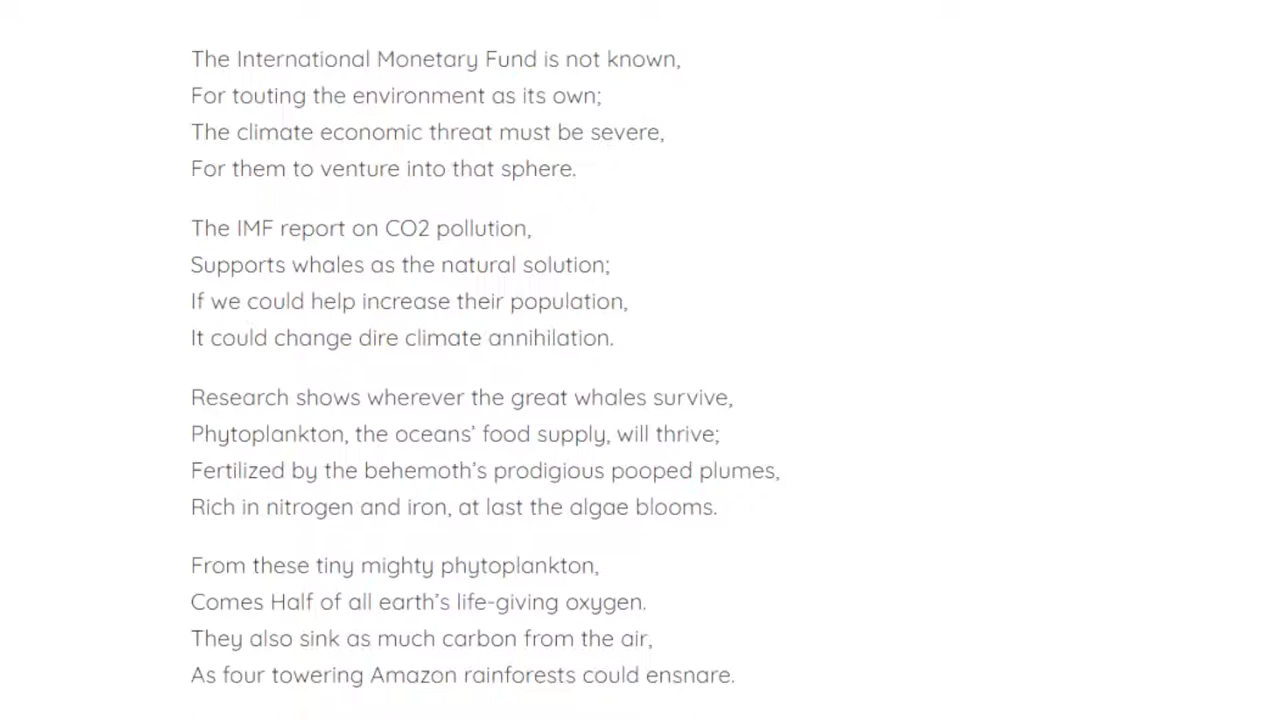 The International Monetary Fund is not known,
For touting the environment as its own;
The climate economic threat must be severe,
For them to venture into that sphere.
The IMF report on CO2 pollution,
Supports whales as the natural solution;
If we could help increase their population,
It could change dire climate annihilation.
Research shows wherever the great whales survive,
Phytoplankton, the oceans’ food supply, will thrive;
Fertilized by the behemoth’s prodigious pooped plumes,
Rich in nitrogen and iron, at last the algae blooms.
From these tiny mighty phytoplankton,
Comes Half of all earth’s life-giving oxygen.
They also sink as much carbon from the air,
As four towering Amazon rainforests could ensnare.